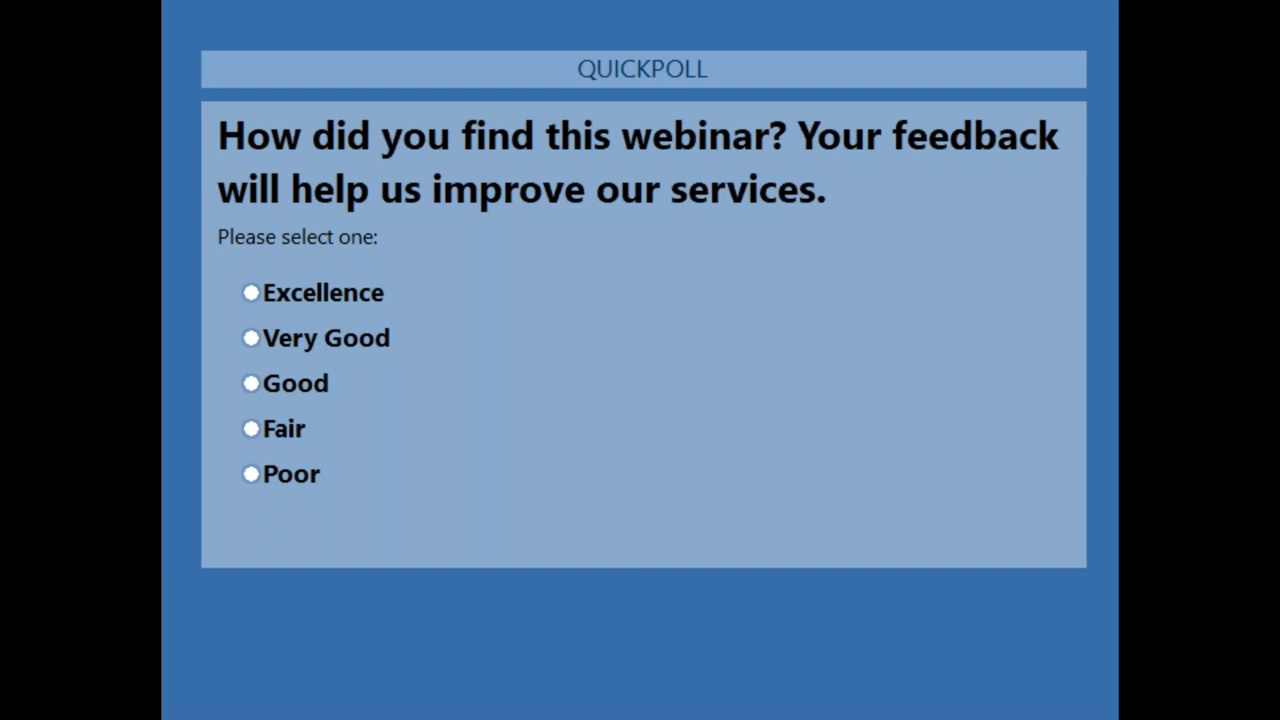 QUICKPOLL
How did you find this webinar? Your feedback
will help us improve our services.
Please select one:
Excellence
Very Good
Good
Fair
Poor